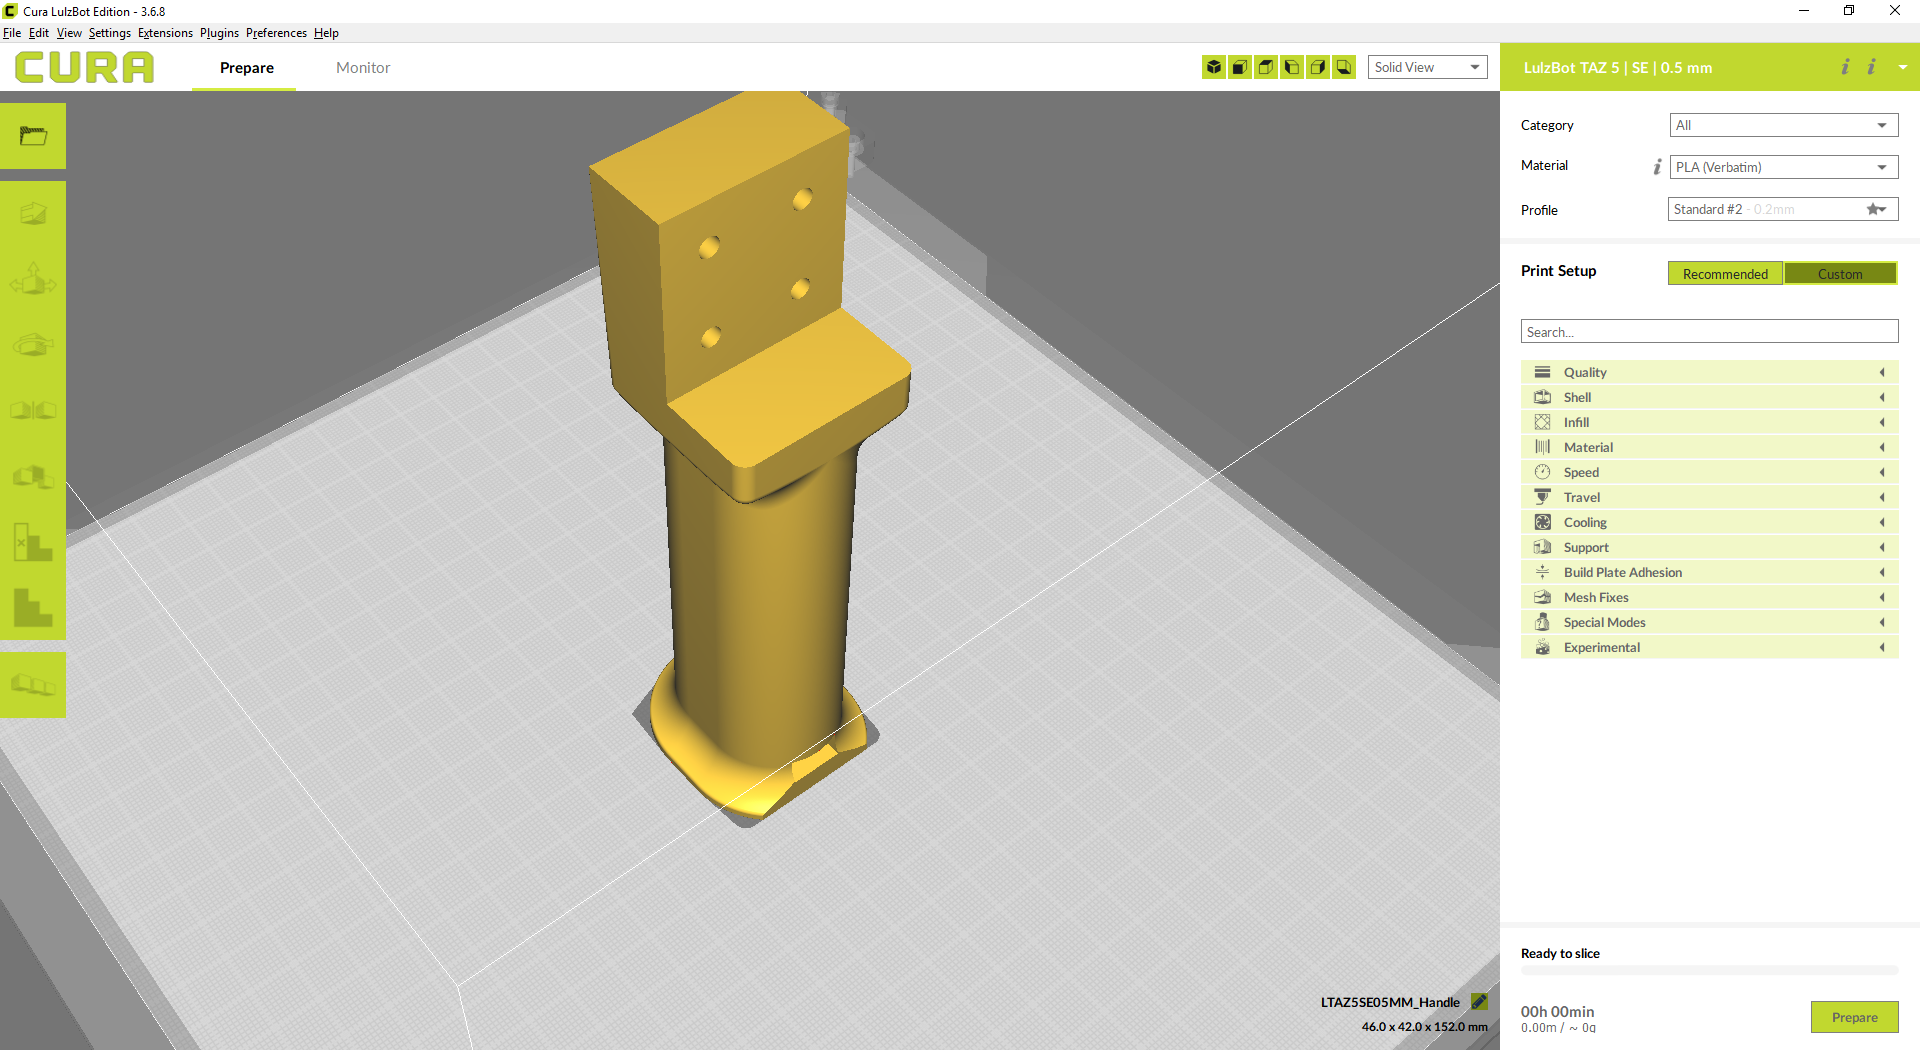 Cura LulzBot Edition - 3.6.8
File Edit View Settings Extensions Plugins Preferences Help
CURA Prepare Monitor Solid View LulzBot TAZ 5 | SE | 0.5 mm
Category All
Material PLA (Verbatim)
Profile Standard #2 - 0.2mm
Print Setup Recommended Custom
Search...
Quality
Shell
Infill
Material
Speed
Travel
Cooling
Support
Build Plate Adhesion
Mesh Fixes
Special Modes
Experimental
Ready to slice
LTAZ5SE05MM_Handle
46.0 x 42.0 x 152.0 mm
00h 00min
0.00m / ~ 0g
Prepare